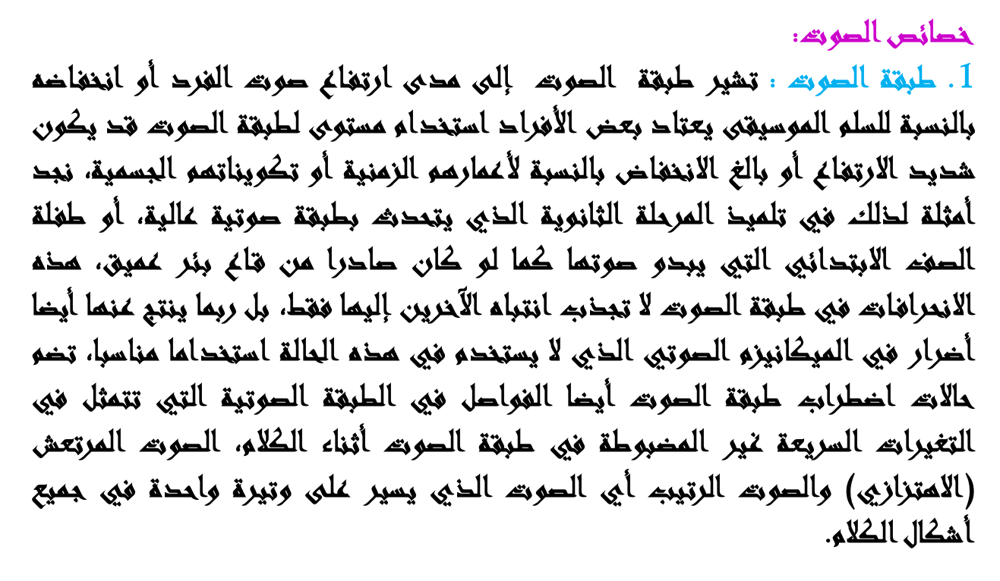 خصائص الصوت:
1. طبقة الصوت : تشير طبقة الصوت إلى مدى ارتفاع صوت الفرد أو انخفاضه
بالنسبة للسلم الموسيقى يعتاد بعض الأفراد استخدام مستوى لطبقة الصوت قد يكون
شديد الارتفاع أو بالغ الانخفاض بالنسبة لأعمارهم الزمنية أو تكويناتهم الجسمية، نجد
أمثلة لذلك في تلميذ المرحلة الثانوية الذي يتحدث بطبقة صوتية عالية، أو طفلة
الصف الابتدائي التي يبدو صوتها كما لو كان صادرا من قاع بئر عميق، هذه
الانحرافات في طبقة الصوت لا تجذب انتباه الآخرين إليها فقط، بل ربما ينتج عنها أيضا
أضرار في الميكانيزم الصوتي الذي لا يستخدم في هذه الحالة استخداما مناسبا، تضم
حالات اضطراب طبقة الصوت أيضا الفواصل في الطبقة الصوتية التي تتمثل في
التغيرات السريعة غير المضبوطة في طبقة الصوت أثناء الكلام، الصوت المرتعش
(الاهتزازي) والصوت الرتيب أي الصوت الذي يسير على وتيرة واحدة في جميع
أشكال الكلام.